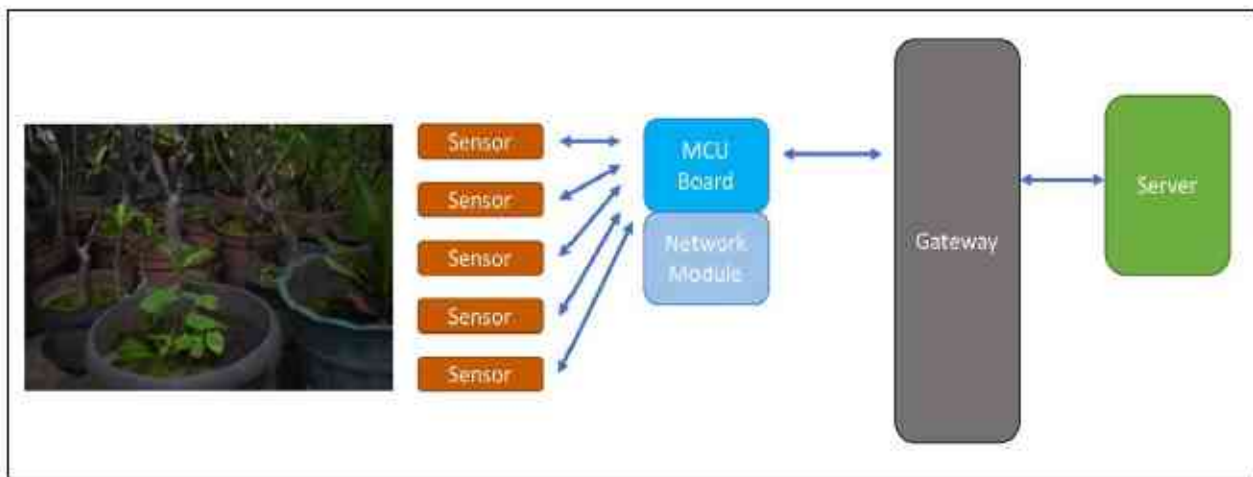 Sensor
Sensor
Sensor
Sensor
Sensor
MCU
Board
Network
Module
Gateway
Server